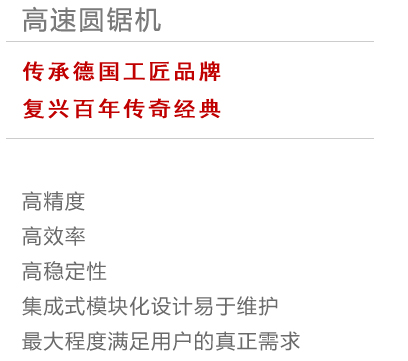 高速圆锯机
传承德国工匠品牌
复兴百年传奇经典
高精度
高效率
高稳定性
集成式模块化设计易于维护
最大程度满足用户的真正需求